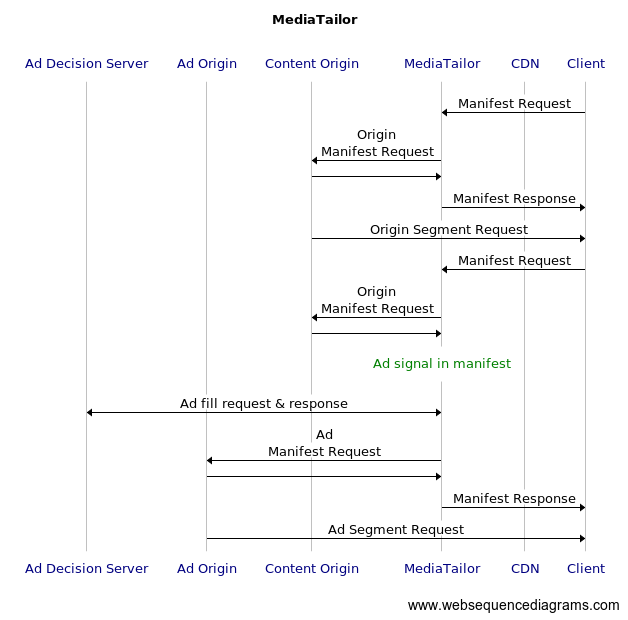 MediaTailor
Ad Decision Server Ad Origin Content Origin MediaTailor CDN Client
Manifest Request
Origin
Manifest Request
Manifest Response
Origin Segment Request
Manifest Request
Origin
Manifest Request
Ad signal in manifest
Ad fill request & response
Ad
Manifest Request
Manifest Response
Ad Segment Request
Ad Decision Server Ad Origin Content Origin MediaTailor CDN Client
www.websequencediagrams.com